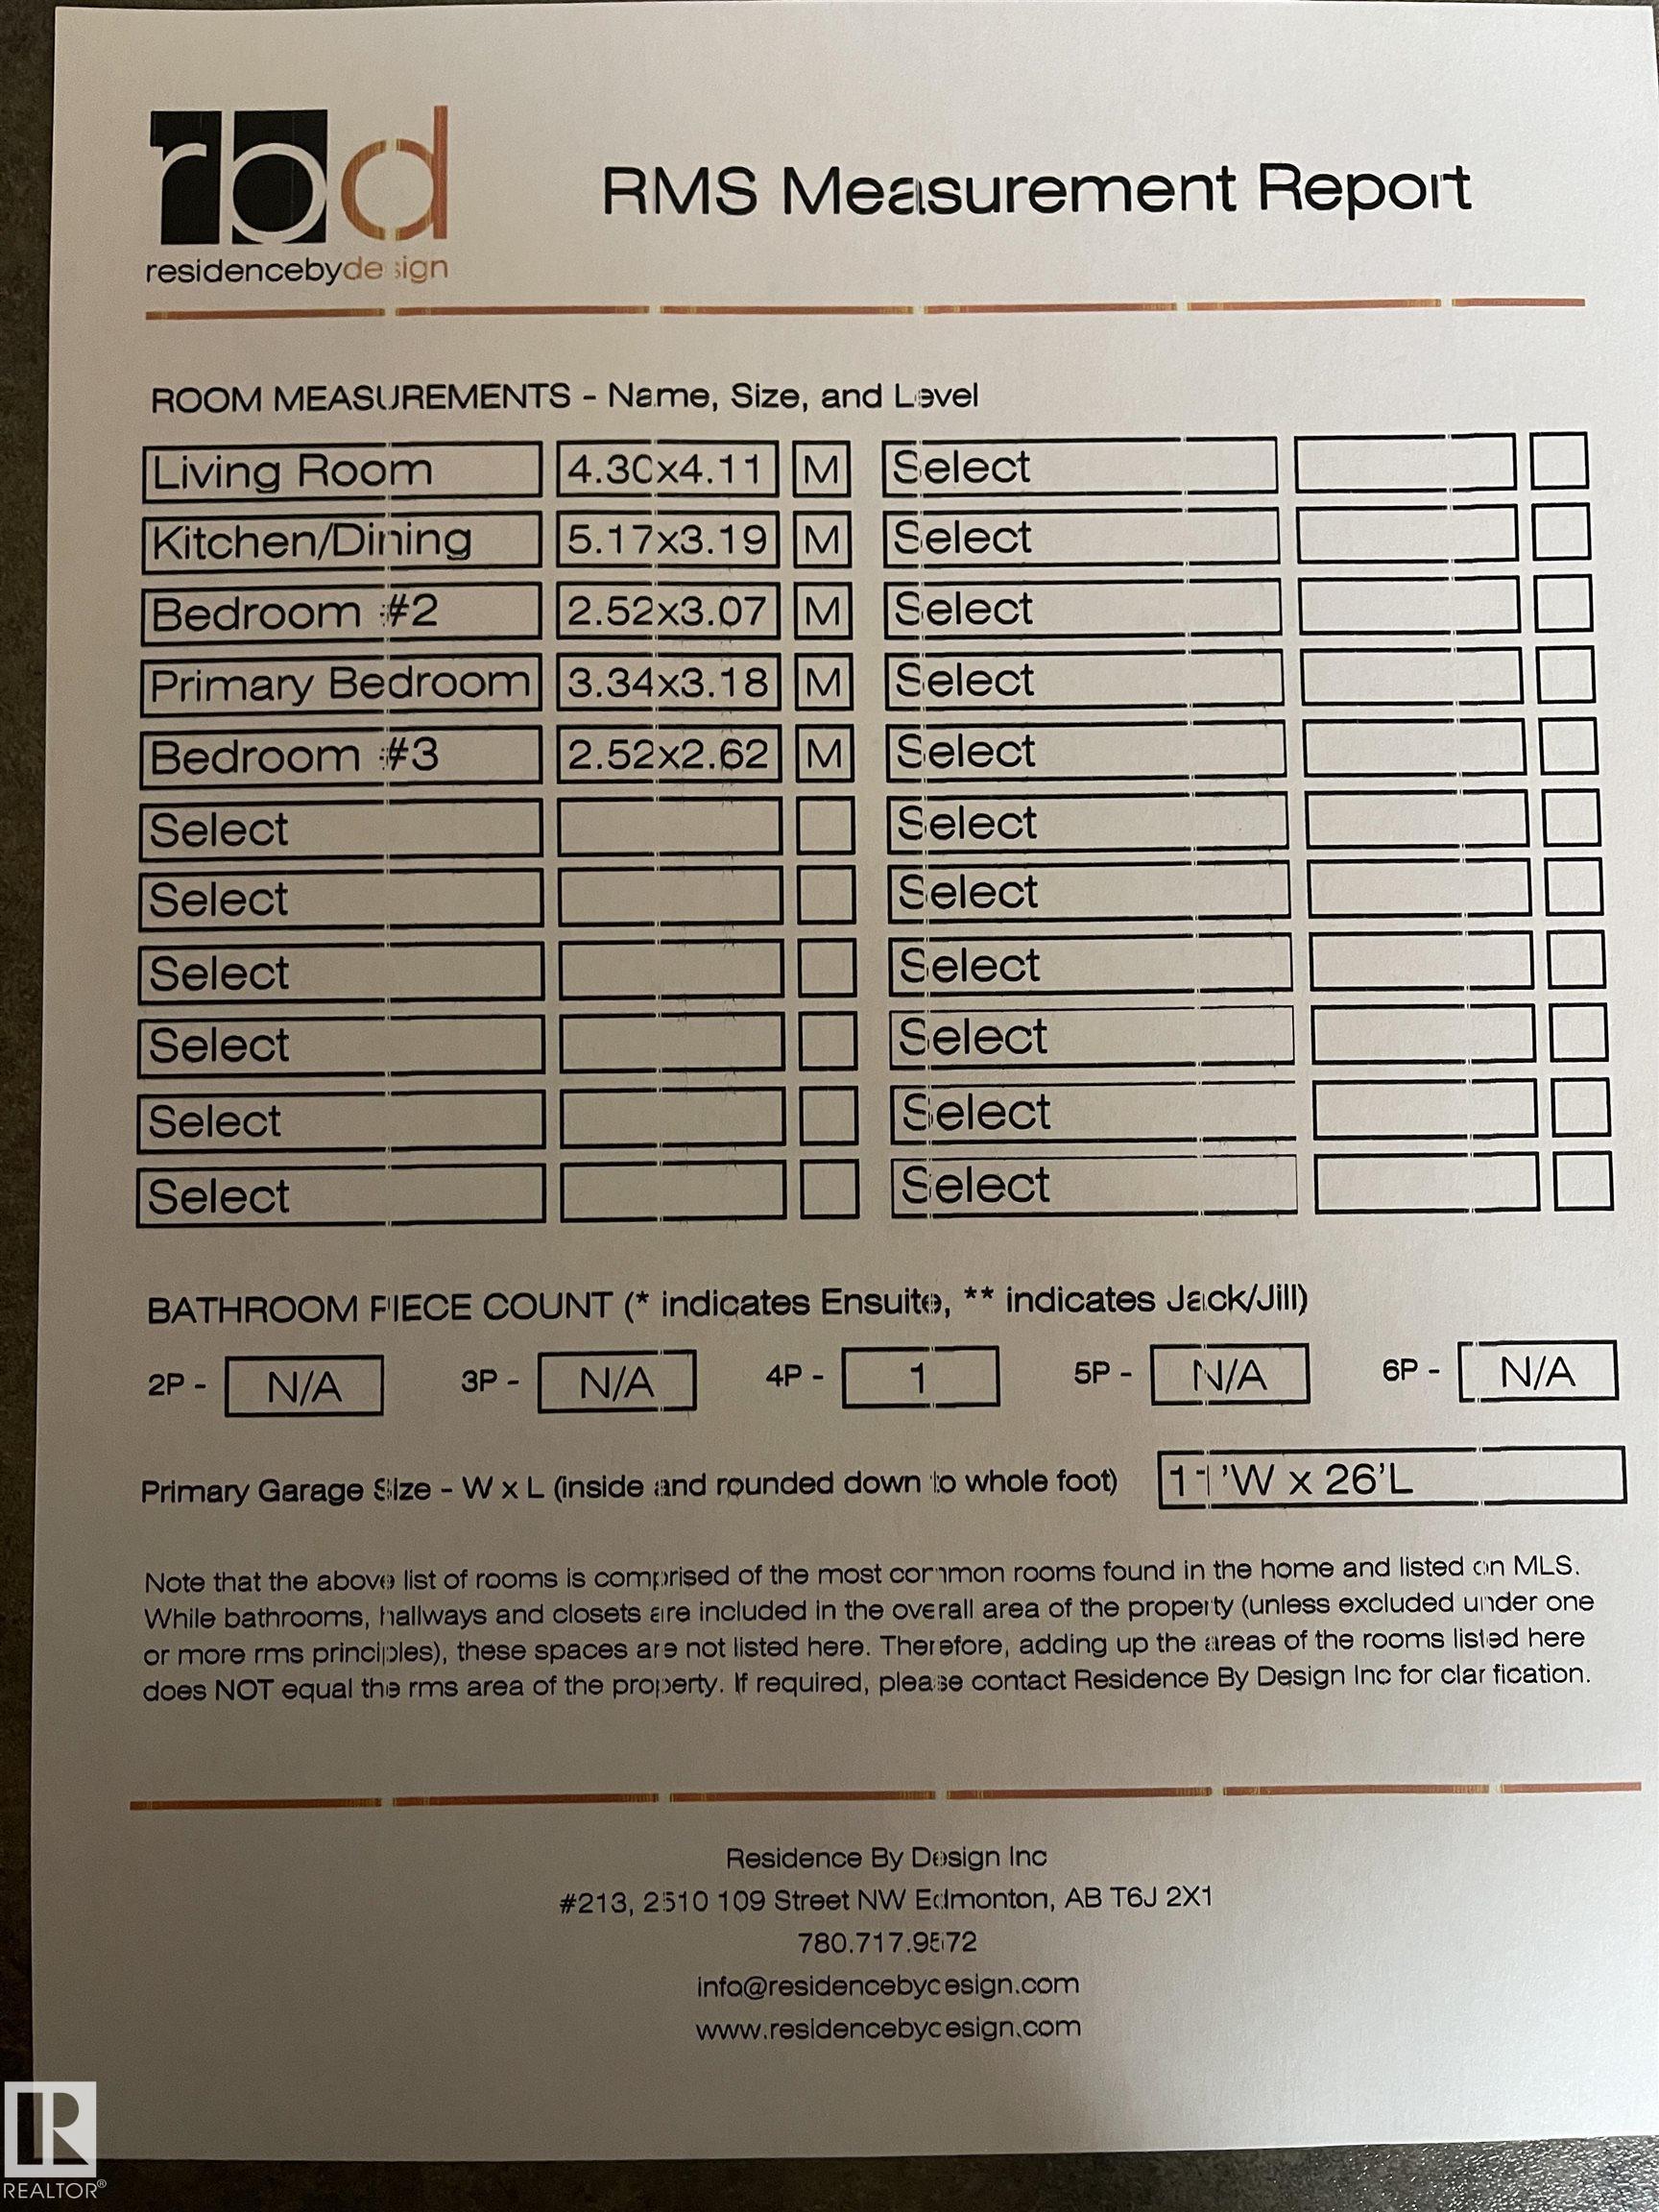 rbd
residencebydesign
RMS Measurement Report
ROOM MEASUREMENTS - Name, Size, and Level
Living Room 4.30x4.11 M Select
Kitchen/Dining 5.17x3.19 M Select
Bedroom #2 2.52x3.07 M Select
Primary Bedroom 3.34x3.18 M Select
Bedroom #3 2.52x2.62 M Select
Select Select
Select Select
Select Select
Select Select
Select Select
Select Select
BATHROOM PIECE COUNT (* indicates Ensuite, ** indicates Jack/Jill)
2P - N/A 3P - N/A 4P - 1 5P - N/A 6P - N/A
Primary Garage Size - W x L (inside and rounded down to whole foot) 11'W x 26'L
Note that the above list of rooms is comprised of the most common rooms found in the home and listed on MLS.
While bathrooms, hallways and closets are included in the overall area of the property (unless excluded under one
or more rms principles), these spaces are not listed here. Therefore, adding up the areas of the rooms listed here
does NOT equal the rms area of the property. If required, please contact Residence By Design Inc for clarification.
Residence By Design Inc
#213, 2510 109 Street NW Edmonton, AB T6J 2X1
780.717.9572
info@residencebydesign.com
www.residencebydesign.com
R
REALTOR®